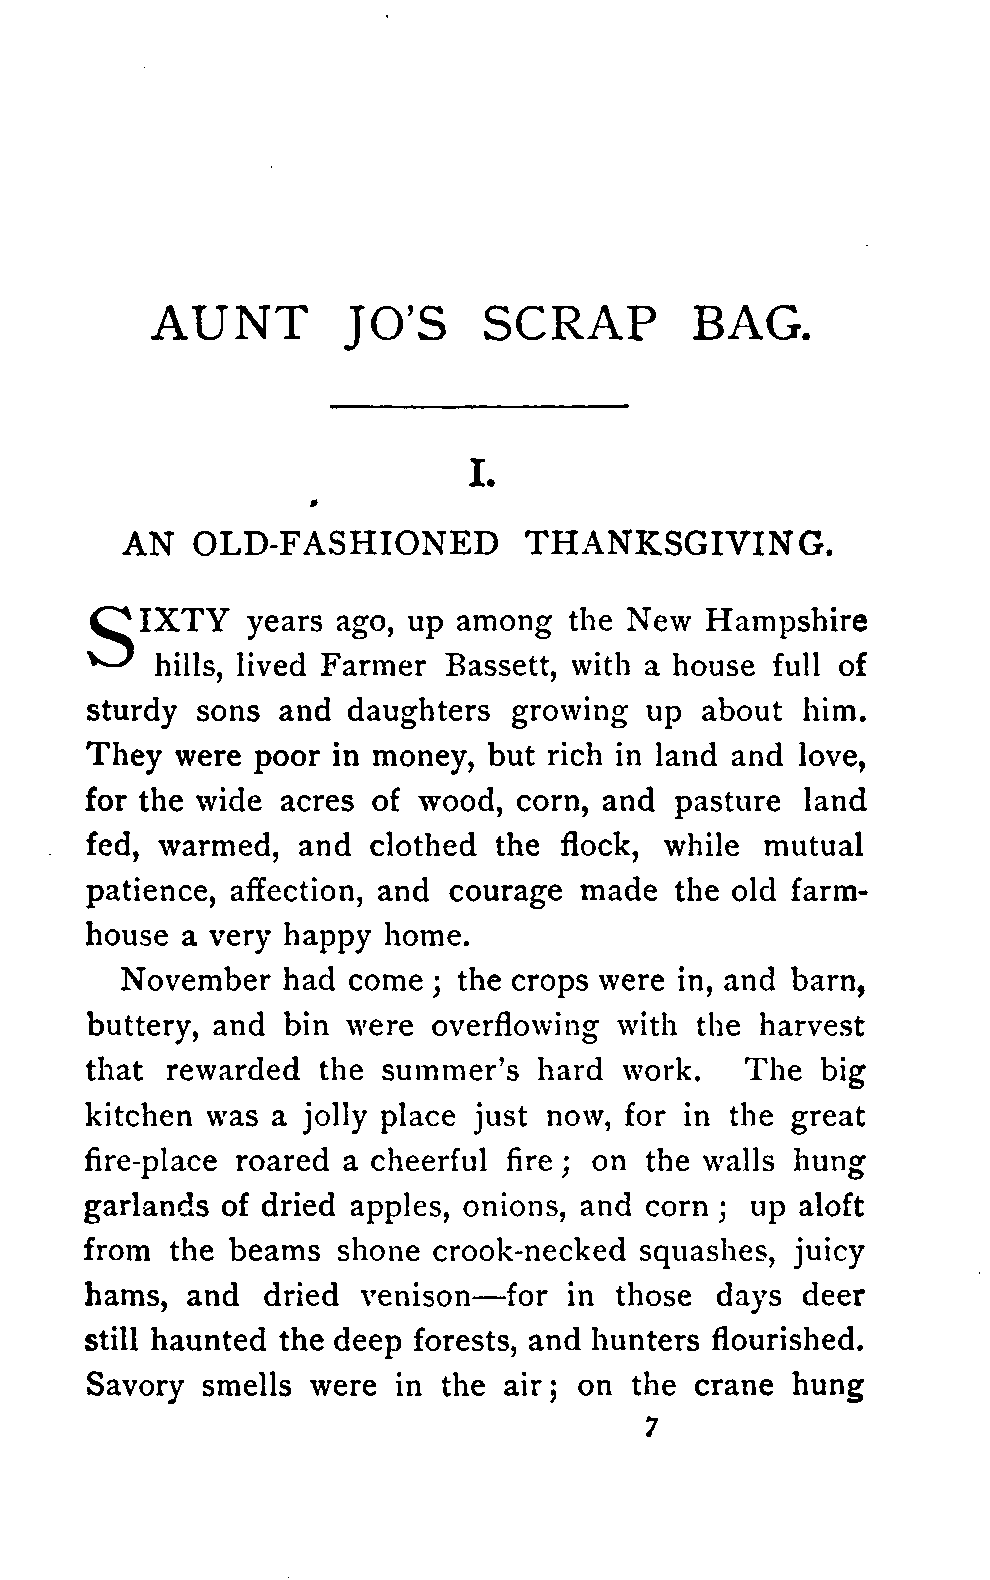 AUNT JO'S SCRAP BAG.
I.
AN OLD-FASHIONED THANKSGIVING.
SIXTY years ago, up among the New Hampshire
hills, lived Farmer Bassett, with a house full of
sturdy sons and daughters growing up about him.
They were poor in money, but rich in land and love,
for the wide acres of wood, corn, and pasture land
fed, warmed, and clothed the flock, while mutual
patience, affection, and courage made the old farm-
house a very happy home.
November had come; the crops were in, and barn,
buttery, and bin were overflowing with the harvest
that rewarded the summer's hard work. The big
kitchen was a jolly place just now, for in the great
fire-place roared a cheerful fire; on the walls hung
garlands of dried apples, onions, and corn; up aloft
from the beams shone crook-necked squashes, juicy
hams, and dried venison—for in those days deer
still haunted the deep forests, and hunters flourished.
Savory smells were in the air; on the crane hung
7